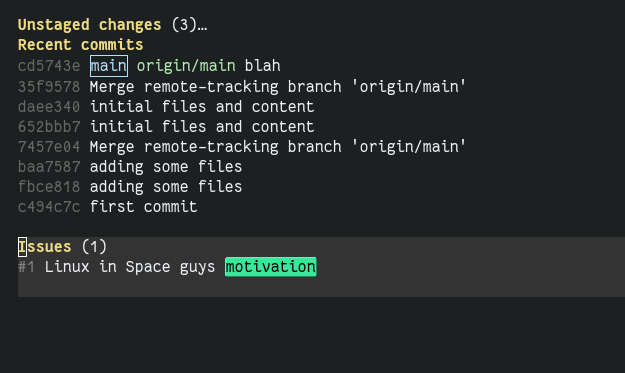 Unstaged changes (3)…
Recent commits
cd5743e main origin/main blah
35f9578 Merge remote-tracking branch 'origin/main'
daee340 initial files and content
652bbb7 initial files and content
7457e04 Merge remote-tracking branch 'origin/main'
baa7587 adding some files
fbce818 adding some files
c494c7c first commit
Issues (1)
#1 Linux in Space guys motivation